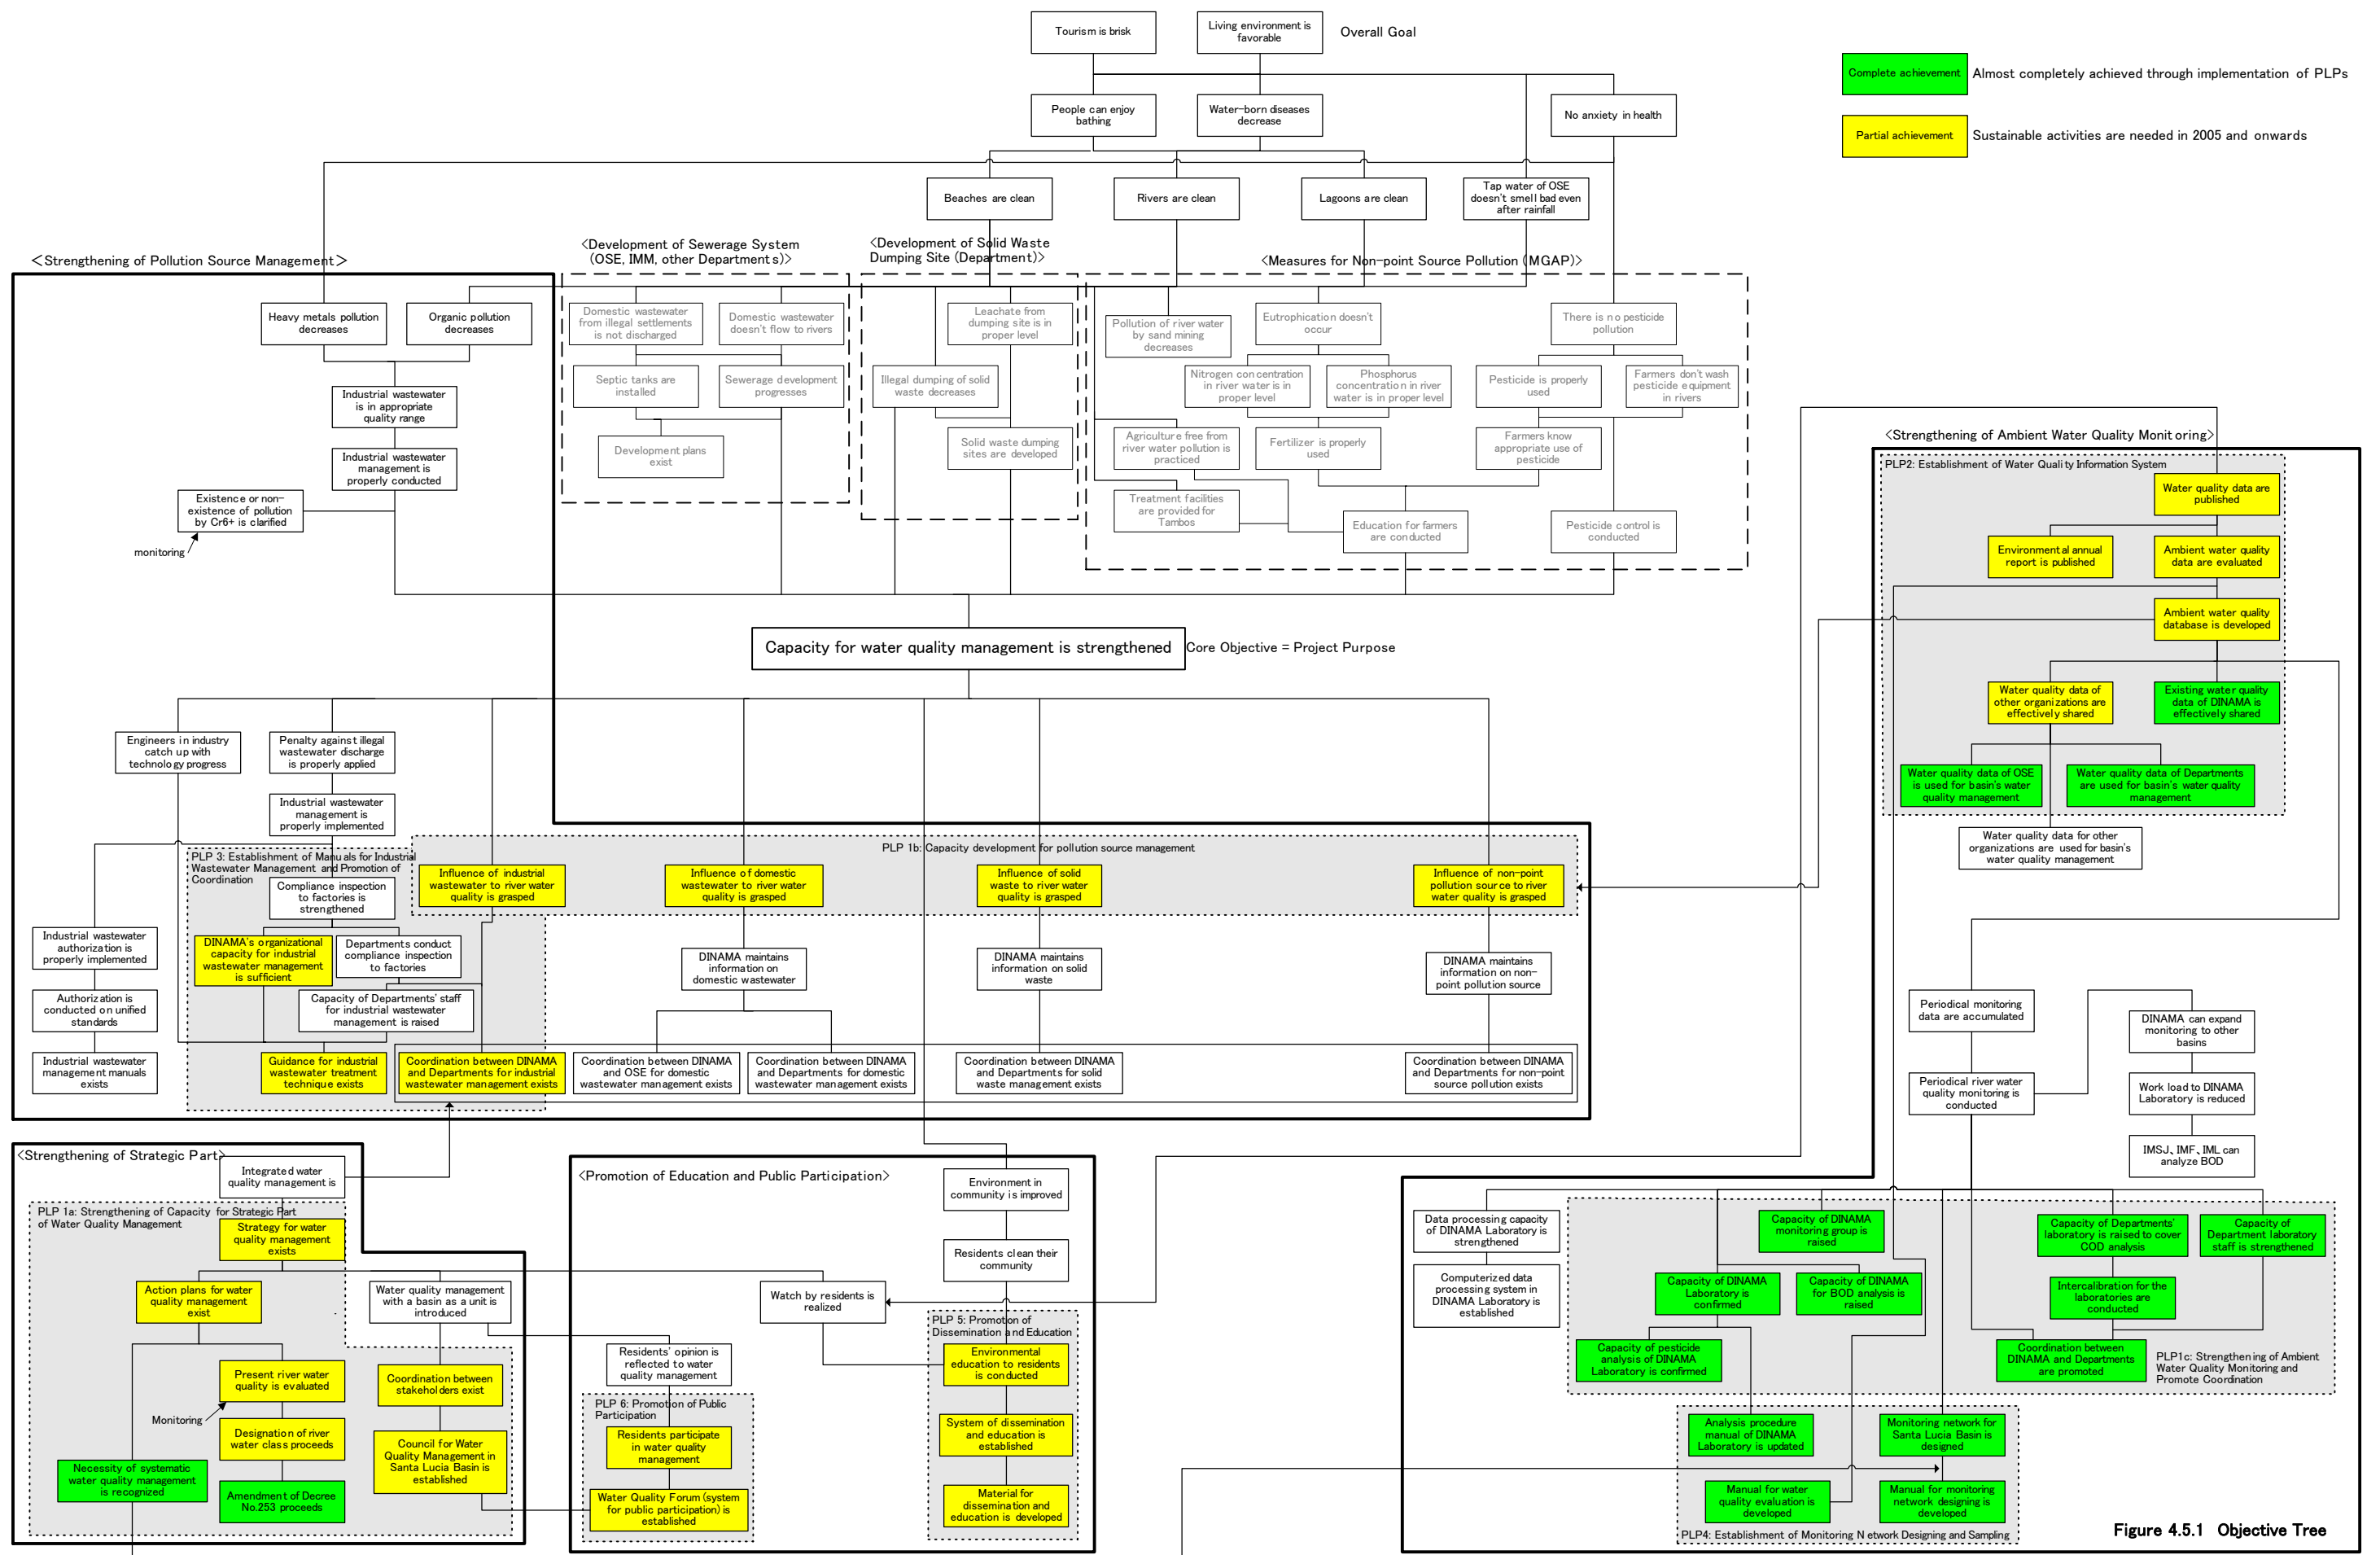 Tourism is brisk
Living environment is
favorable
Overall Goal
Complete achievement
Almost completely achieved through implementation of PLPs
Partial achievement
Sustainable activities are needed in 2005 and onwards
People can enjoy
bathing
Water-born diseases
decrease
No anxiety in health
Beaches are clean
Rivers are clean
Lagoons are clean
Tap water of OSE
doesn't smell bad even
after rainfall
<Strengthening of Pollution Source Management>
<Development of Sewerage System
(OSE, IMM, other Departments)>
<Development of Solid Waste
Dumping Site (Department)>
<Measures for Non-point Source Pollution (MGAP)>
Heavy metals pollution
decreases
Organic pollution
decreases
Industrial wastewater
is in appropriate
quality range
Industrial wastewater
management is
properly conducted
Existence or non-
existence of pollution
by Cr6+ is clarified
monitoring
Domestic wastewater
from illegal settlements
is not discharged
Domestic wastewater
doesn't flow to rivers
Septic tanks are
installed
Sewerage development
progresses
Development plans
exist
Leachate from
dumping site is in
proper level
Illegal dumping of solid
waste decreases
Solid waste dumping
sites are developed
Pollution of river water
by sand mining
decreases
Eutrophication doesn't
occur
There is no pesticide
pollution
Nitrogen concentration
in river water is in
proper level
Phosphorus
concentration in river
water is in proper level
Pesticide is properly
used
Farmers don't wash
pesticide equipment
in rivers
Agriculture free from
river water pollution is
practiced
Fertilizer is properly
used
Farmers know
appropriate use of
pesticide
Treatment facilities
are provided for
Tambos
Education for farmers
are conducted
Pesticide control is
conducted
Capacity for water quality management is strengthened
Core Objective = Project Purpose
<Strengthening of Ambient Water Quality Monitoring>
PLP2: Establishment of Water Quality Information System
Water quality data are
published
Environmental annual
report is published
Ambient water quality
data are evaluated
Ambient water quality
database is developed
Water quality data of
other organizations are
effectively shared
Existing water quality
data of DINAMA is
effectively shared
Water quality data of OSE
is used for basin's water
quality management
Water quality data of Departments
are used for basin's water quality
management
Water quality data for other
organizations are used for basin's
water quality management
Engineers in industry
catch up with
technology progress
Penalty against illegal
wastewater discharge
is properly applied
Industrial wastewater
management is
properly implemented
PLP 3: Establishment of Manuals for Industrial
Wastewater Management and Promotion of
Coordination
PLP 1b: Capacity development for pollution source management
Compliance inspection
to factories is
strengthened
Influence of industrial
wastewater to river water
quality is grasped
Influence of domestic
wastewater to river water
quality is grasped
Influence of solid
waste to river water
quality is grasped
Influence of non-point
pollution source to river
water quality is grasped
Industrial wastewater
authorization is
properly implemented
DINAMA's organizational
capacity for industrial
wastewater management
is sufficient
Departments conduct
compliance inspection
to factories
DINAMA maintains
information on
domestic wastewater
DINAMA maintains
information on solid
waste
DINAMA maintains
information on non-
point pollution source
Authorization is
conducted on unified
standards
Capacity of Departments' staff
for industrial wastewater
management is raised
Industrial wastewater
management manuals
exists
Guidance for industrial
wastewater treatment
technique exists
Coordination between DINAMA
and Departments for industrial
wastewater management exists
Coordination between DINAMA
and OSE for domestic
wastewater management exists
Coordination between DINAMA
and Departments for domestic
wastewater management exists
Coordination between DINAMA
and Departments for solid
waste management exists
Coordination between DINAMA
and Departments for non-point
source pollution exists
Periodical monitoring
data are accumulated
DINAMA can expand
monitoring to other
basins
Periodical river water
quality monitoring is
conducted
Work load to DINAMA
Laboratory is reduced
IMSJ、IMF、IML can
analyze BOD
<Strengthening of Strategic Part>
Integrated water
quality management is
PLP 1a: Strengthening of Capacity for Strategic Part
of Water Quality Management
Strategy for water
quality management
exists
Action plans for water
quality management
exist
Water quality management
with a basin as a unit is
introduced
Present river water
quality is evaluated
Monitoring
Coordination between
stakeholders exist
Designation of river
water class proceeds
Council for Water
Quality Management in
Santa Lucia Basin is
established
Necessity of systematic
water quality management
is recognized
Amendment of Decree
No.253 proceeds
<Promotion of Education and Public Participation>
Environment in
community is improved
Residents clean their
community
Watch by residents is
realized
PLP 5: Promotion of
Dissemination and Education
Residents' opinion is
reflected to water
quality management
Environmental
education to residents
is conducted
PLP 6: Promotion of Public
Participation
Residents participate
in water quality
management
System of dissemination
and education is
established
Water Quality Forum (system
for public participation) is
established
Material for
dissemination and
education is developed
Data processing capacity
of DINAMA Laboratory is
strengthened
Computerized data
processing system in
DINAMA Laboratory is
established
Capacity of DINAMA
monitoring group is
raised
Capacity of Departments'
laboratory is raised to cover
COD analysis
Capacity of
Department laboratory
staff is strengthened
Capacity of DINAMA
Laboratory is
confirmed
Capacity of DINAMA
for BOD analysis is
raised
Intercalibration for the
laboratories are
conducted
Capacity of pesticide
analysis of DINAMA
Laboratory is confirmed
Coordination between
DINAMA and Departments
are promoted
PLP1c: Strengthening of Ambient
Water Quality Monitoring and
Promote Coordination
Analysis procedure
manual of DINAMA
Laboratory is updated
Monitoring network for
Santa Lucia Basin is
designed
Manual for water
quality evaluation is
developed
Manual for monitoring
network designing is
developed
PLP4: Establishment of Monitoring Network Designing and Sampling
Figure 4.5.1 Objective Tree